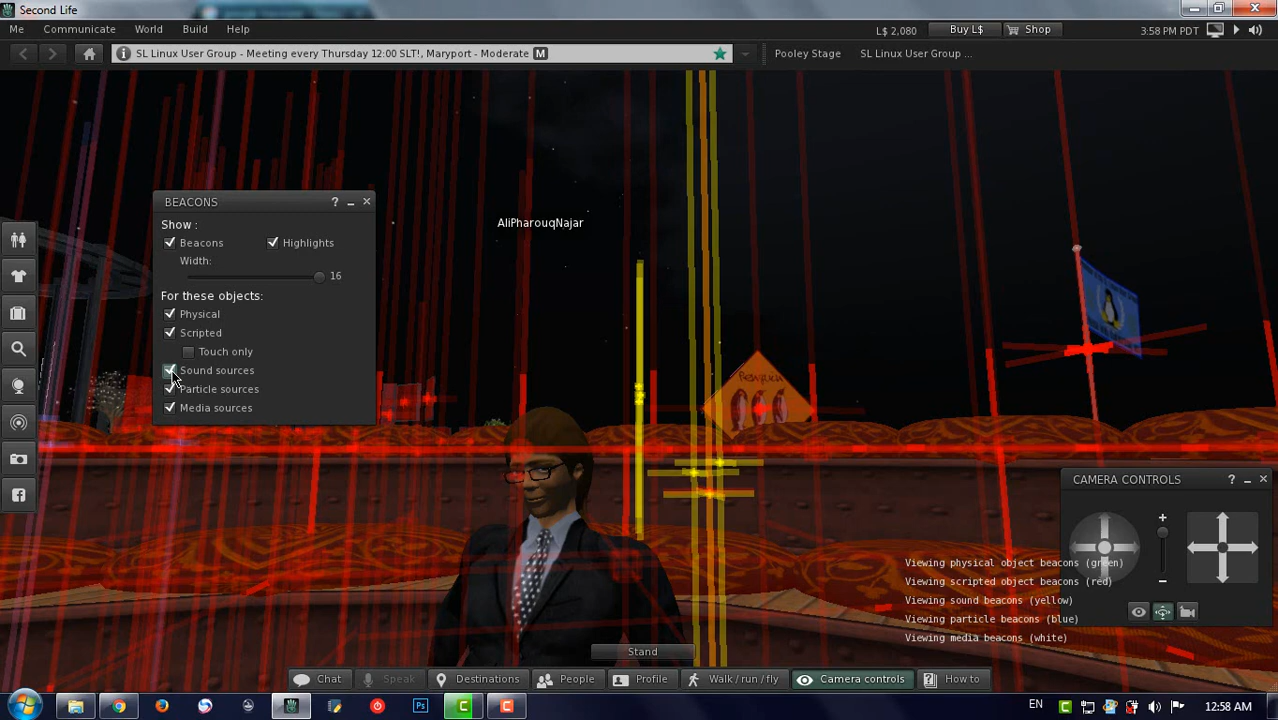 Second Life
Me Communicate World Build Help
L$ 2,080 Buy L$ Shop 3:58 PM PDT
SL Linux User Group - Meeting every Thursday 12:00 SLT!, Maryport - Moderate M
Pooley Stage SL Linux User Group ...
BEACONS ?
Show :
Beacons Highlights
Width:
16
For these objects:
Physical
Scripted
Touch only
Sound sources
Particle sources
Media sources
AliPharouqNajar
Penguin
CAMERA CONTROLS ?
Viewing physical object beacons (green)
Viewing scripted object beacons (red)
Viewing sound beacons (yellow)
Viewing particle beacons (blue)
Viewing media beacons (white)
Stand
Chat Speak Destinations People Profile Walk / run / fly Camera controls How to
EN 12:58 AM